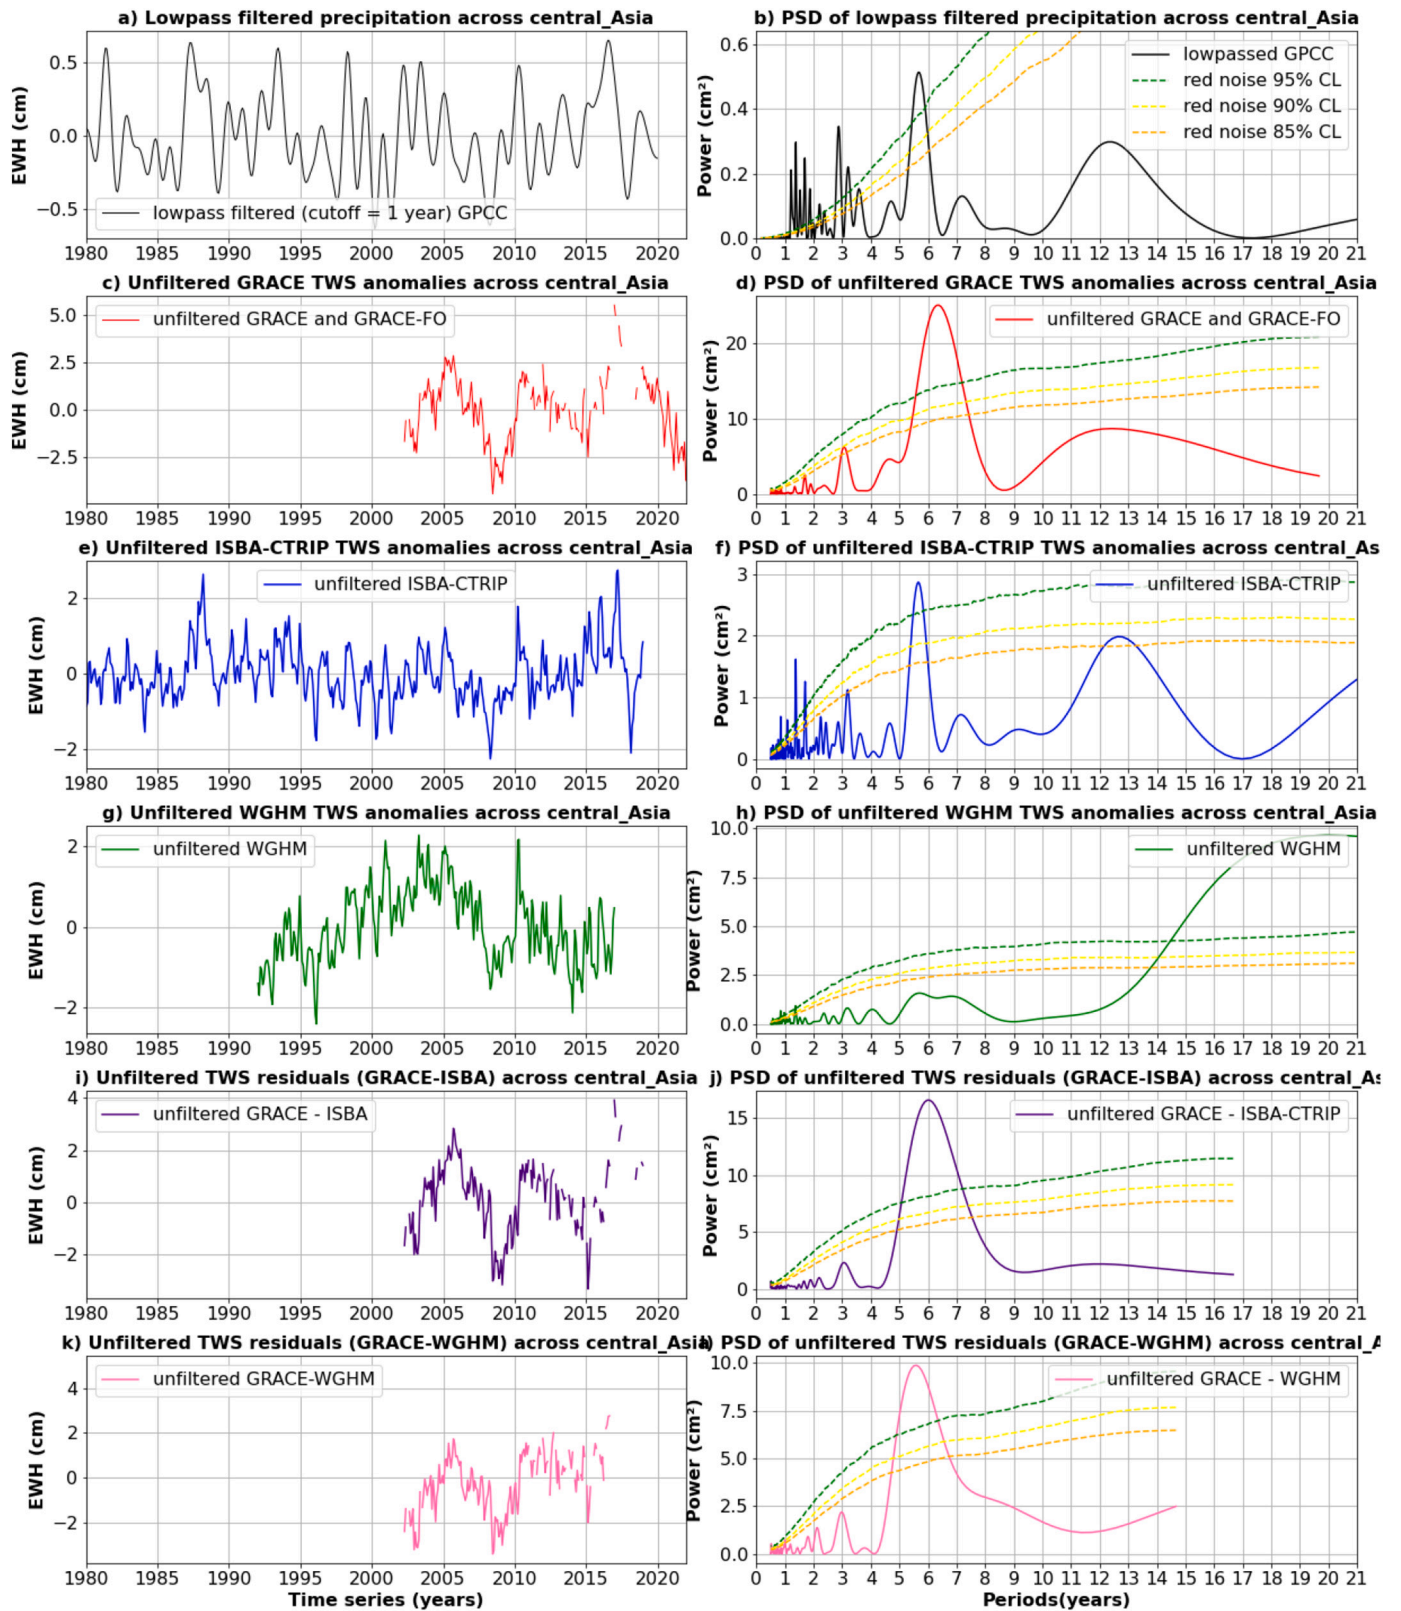 a) Lowpass filtered precipitation across central_Asia
b) PSD of lowpass filtered precipitation across central_Asia
EWH (cm)
0.5
0.0
−0.5
lowpass filtered (cutoff = 1 year) GPCC
1980 1985 1990 1995 2000 2005 2010 2015 2020
Power (cm²)
0.6
0.4
0.2
0.0
lowpassed GPCC
red noise 95% CL
red noise 90% CL
red noise 85% CL
0 1 2 3 4 5 6 7 8 9 10 11 12 13 14 15 16 17 18 19 20 21
c) Unfiltered GRACE TWS anomalies across central_Asia
d) PSD of unfiltered GRACE TWS anomalies across central_Asia
EWH (cm)
5.0
2.5
0.0
−2.5
unfiltered GRACE and GRACE-FO
1980 1985 1990 1995 2000 2005 2010 2015 2020
Power (cm²)
20
10
0
unfiltered GRACE and GRACE-FO
0 1 2 3 4 5 6 7 8 9 10 11 12 13 14 15 16 17 18 19 20 21
e) Unfiltered ISBA-CTRIP TWS anomalies across central_Asia
f) PSD of unfiltered ISBA-CTRIP TWS anomalies across central_As
EWH (cm)
2
0
−2
unfiltered ISBA-CTRIP
1980 1985 1990 1995 2000 2005 2010 2015 2020
Power (cm²)
3
2
1
0
unfiltered ISBA-CTRIP
0 1 2 3 4 5 6 7 8 9 10 11 12 13 14 15 16 17 18 19 20 21
g) Unfiltered WGHM TWS anomalies across central_Asia
h) PSD of unfiltered WGHM TWS anomalies across central_Asia
EWH (cm)
2
0
−2
unfiltered WGHM
1980 1985 1990 1995 2000 2005 2010 2015 2020
Power (cm²)
10.0
7.5
5.0
2.5
0.0
unfiltered WGHM
0 1 2 3 4 5 6 7 8 9 10 11 12 13 14 15 16 17 18 19 20 21
i) Unfiltered TWS residuals (GRACE-ISBA) across central_Asia
j) PSD of unfiltered TWS residuals (GRACE-ISBA) across central_As
EWH (cm)
4
2
0
−2
unfiltered GRACE - ISBA
1980 1985 1990 1995 2000 2005 2010 2015 2020
Power (cm²)
15
10
5
0
unfiltered GRACE - ISBA-CTRIP
0 1 2 3 4 5 6 7 8 9 10 11 12 13 14 15 16 17 18 19 20 21
k) Unfiltered TWS residuals (GRACE-WGHM) across central_Asia
l) PSD of unfiltered TWS residuals (GRACE-WGHM) across central_A
EWH (cm)
4
2
0
−2
unfiltered GRACE-WGHM
1980 1985 1990 1995 2000 2005 2010 2015 2020
Time series (years)
Power (cm²)
10.0
7.5
5.0
2.5
0.0
unfiltered GRACE - WGHM
0 1 2 3 4 5 6 7 8 9 10 11 12 13 14 15 16 17 18 19 20 21
Periods(years)